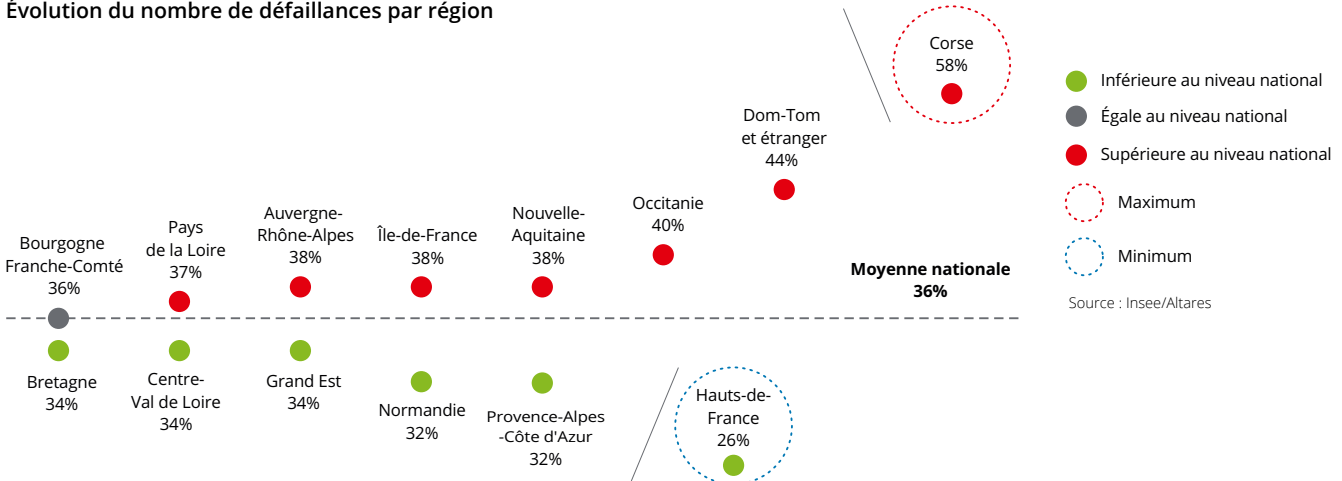 Évolution du nombre de défaillances par région
Corse
58%
Dom-Tom
et étranger
44%
Occitanie
40%
Nouvelle-
Aquitaine
38%
Île-de-France
38%
Auvergne-
Rhône-Alpes
38%
Pays
de la Loire
37%
Bourgogne
Franche-Comté
36%
Moyenne nationale
36%
Bretagne
34%
Centre-
Val de Loire
34%
Grand Est
34%
Normandie
32%
Provence-Alpes
-Côte d'Azur
32%
Hauts-de-
France
26%
Inférieure au niveau national
Égale au niveau national
Supérieure au niveau national
Maximum
Minimum
Source : Insee/Altares